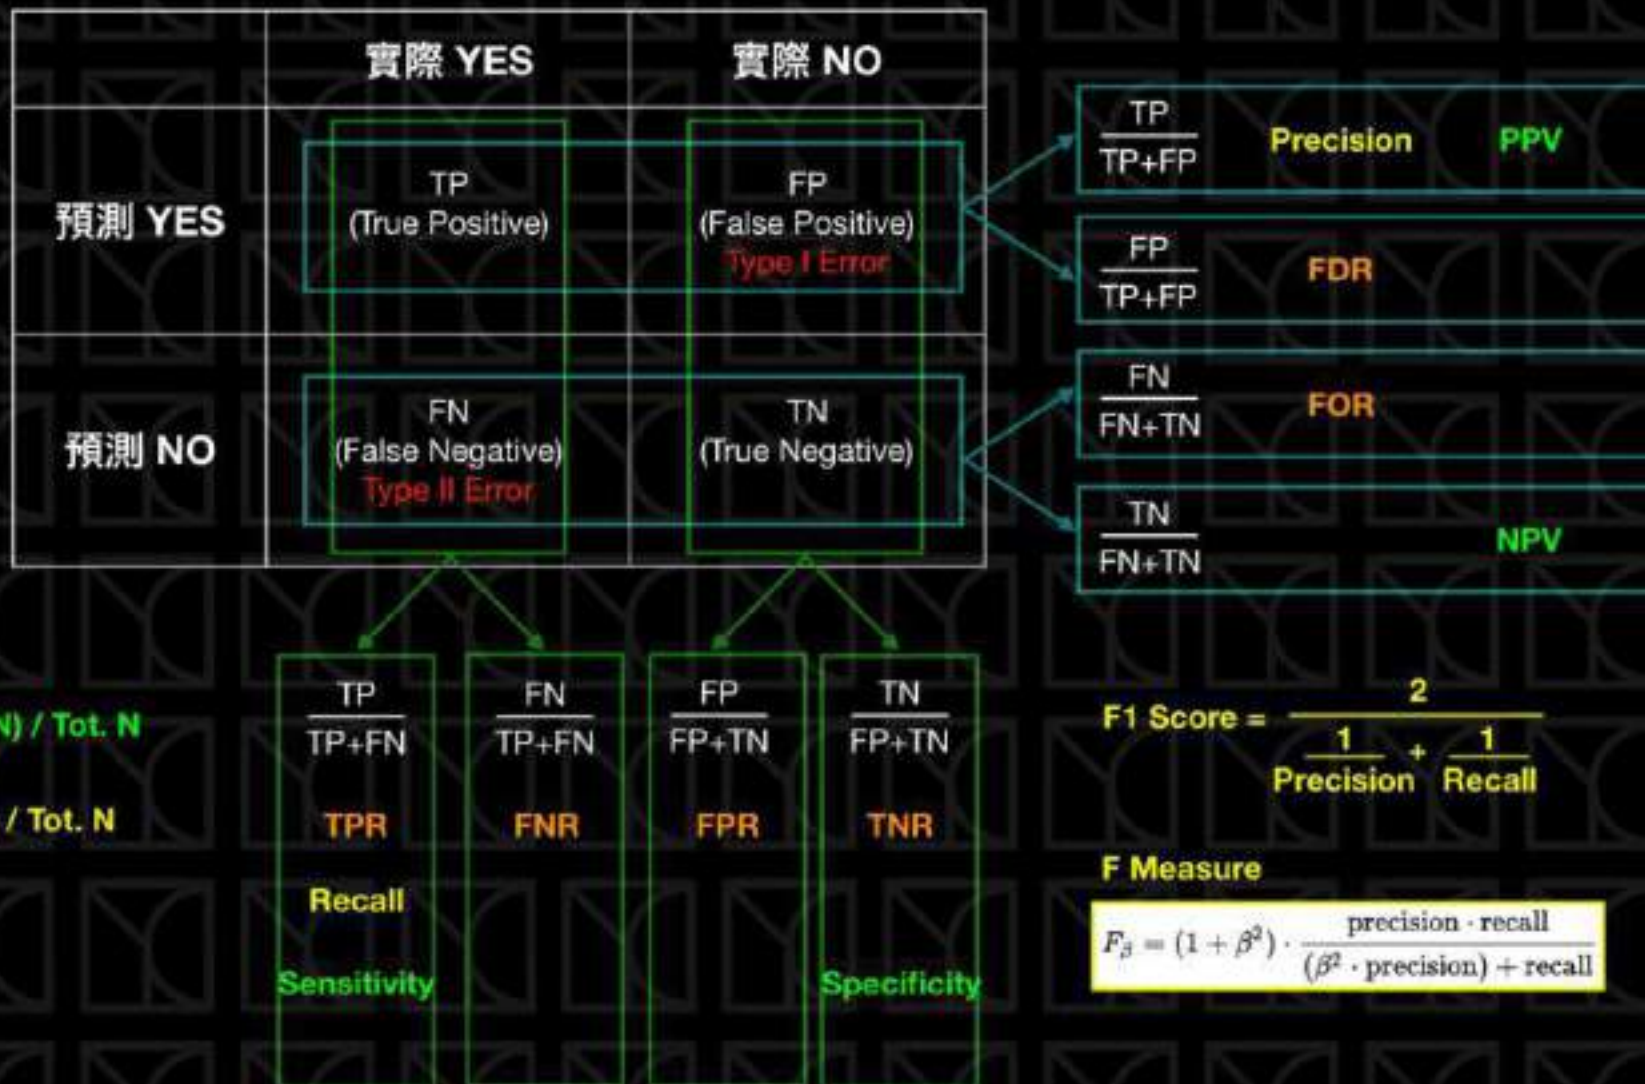 實際 YES
實際 NO
預測 YES
TP
(True Positive)
FP
(False Positive)
Type I Error
預測 NO
FN
(False Negative)
Type II Error
TN
(True Negative)
TP
TP+FP
Precision
PPV
FP
TP+FP
FDR
FN
FN+TN
FOR
TN
FN+TN
NPV
N) / Tot. N
/ Tot. N
TP
TP+FN
TPR
Recall
Sensitivity
FN
TP+FN
FNR
FP
FP+TN
FPR
TN
FP+TN
TNR
Specificity
F1 Score =
2
1
Precision
+
1
Recall
F Measure
Fβ = (1 + β²) ·
precision · recall
(β² · precision) + recall